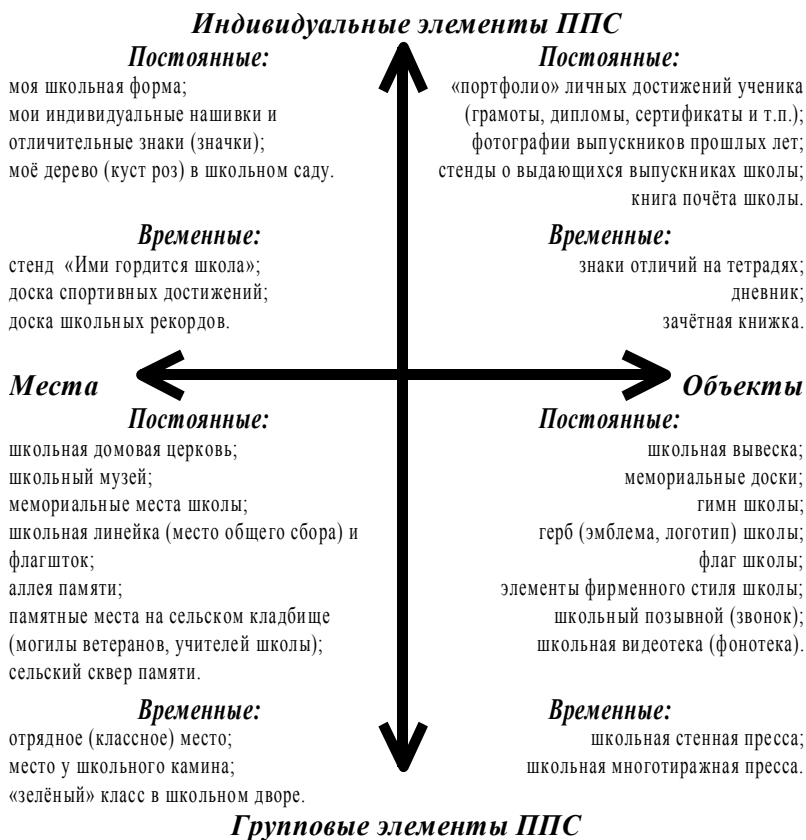 Индивидуальные элементы ППС
Постоянные:
моя школьная форма;
мои индивидуальные нашивки и
отличительные знаки (значки);
моё дерево (куст роз) в школьном саду.
Постоянные:
«портфолио» личных достижений ученика
(грамоты, дипломы, сертификаты и т.п.);
фотографии выпускников прошлых лет;
стенды о выдающихся выпускниках школы;
книга почёта школы.
Временные:
стенд «Ими гордится школа»;
доска спортивных достижений;
доска школьных рекордов.
Временные:
знаки отличий на тетрадях;
дневник;
зачётная книжка.
Места
Объекты
Постоянные:
школьная домовая церковь;
школьный музей;
мемориальные места школы;
школьная линейка (место общего сбора) и
флагшток;
аллея памяти;
памятные места на сельском кладбище
(могилы ветеранов, учителей школы);
сельский сквер памяти.
Постоянные:
школьная вывеска;
мемориальные доски;
гимн школы;
герб (эмблема, логотип) школы;
флаг школы;
элементы фирменного стиля школы;
школьный позывной (звонок);
школьная видеотека (фонотека).
Временные:
отрядное (классное) место;
место у школьного камина;
«зелёный» класс в школьном дворе.
Временные:
школьная стенная пресса;
школьная многотиражная пресса.
Групповые элементы ППС